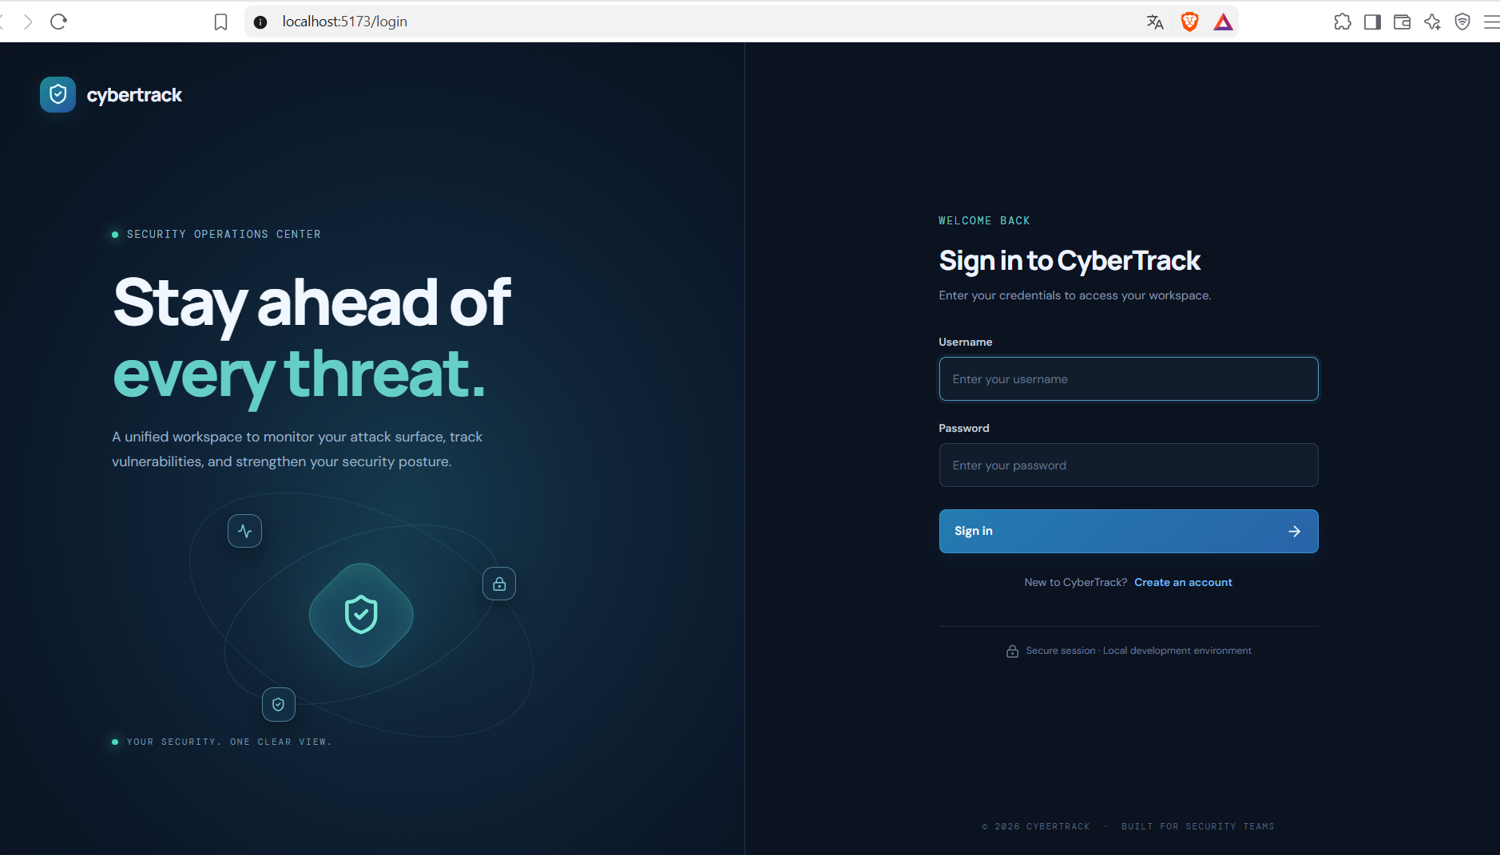 localhost:5173/login
cybertrack
SECURITY OPERATIONS CENTER
Stay ahead of
every threat.
A unified workspace to monitor your attack surface, track
vulnerabilities, and strengthen your security posture.
YOUR SECURITY. ONE CLEAR VIEW.
WELCOME BACK
Sign in to CyberTrack
Enter your credentials to access your workspace.
Username
Enter your username
Password
Enter your password
Sign in
New to CyberTrack? Create an account
Secure session · Local development environment
© 2026 CYBERTRACK · BUILT FOR SECURITY TEAMS